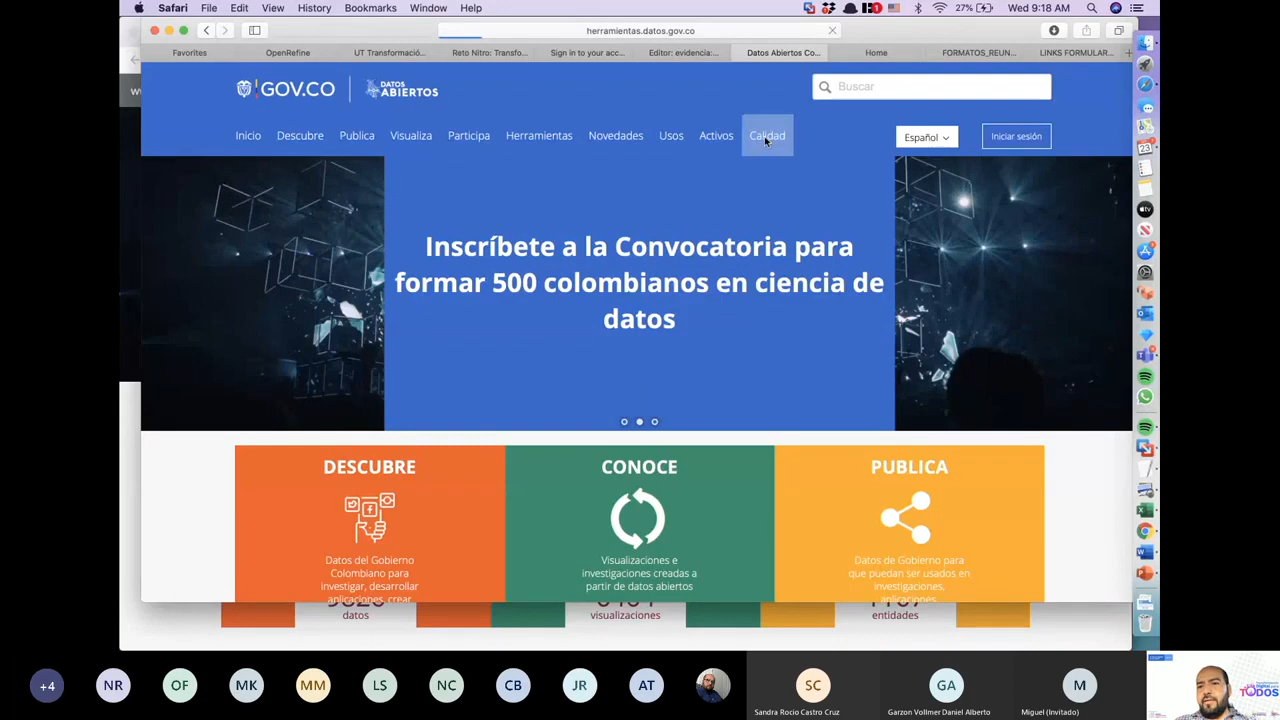 Safari File Edit View History Bookmarks Window Help
27% Wed 9:18 AM
herramientas.datos.gov.co
Favorites OpenRefine UT Transformació... Reto Nitro: Transfo... Sign in to your acc... Editor: evidencia:... Datos Abiertos Co... Home FORMATOS_REUN... LINKS FORMULAR...
GOV.CO DATOS ABIERTOS
Buscar
Inicio Descubre Publica Visualiza Participa Herramientas Novedades Usos Activos Calidad
Español Iniciar sesión
Inscríbete a la Convocatoria para
formar 500 colombianos en ciencia de
datos
DESCUBRE CONOCE PUBLICA
Datos del Gobierno
Colombiano para
investigar, desarrollar
aplicaciones, crear
Visualizaciones e
investigaciones creadas a
partir de datos abiertos
Datos de Gobierno para
que puedan ser usados en
investigaciones,
aplicaciones,
datos visualizaciones entidades
+4 NR OF MK MM LS NC CB JR AT SC GA M
Sandra Rocio Castro Cruz Garzon Vollmer Daniel Alberto Miguel (Invitado)
TODOS